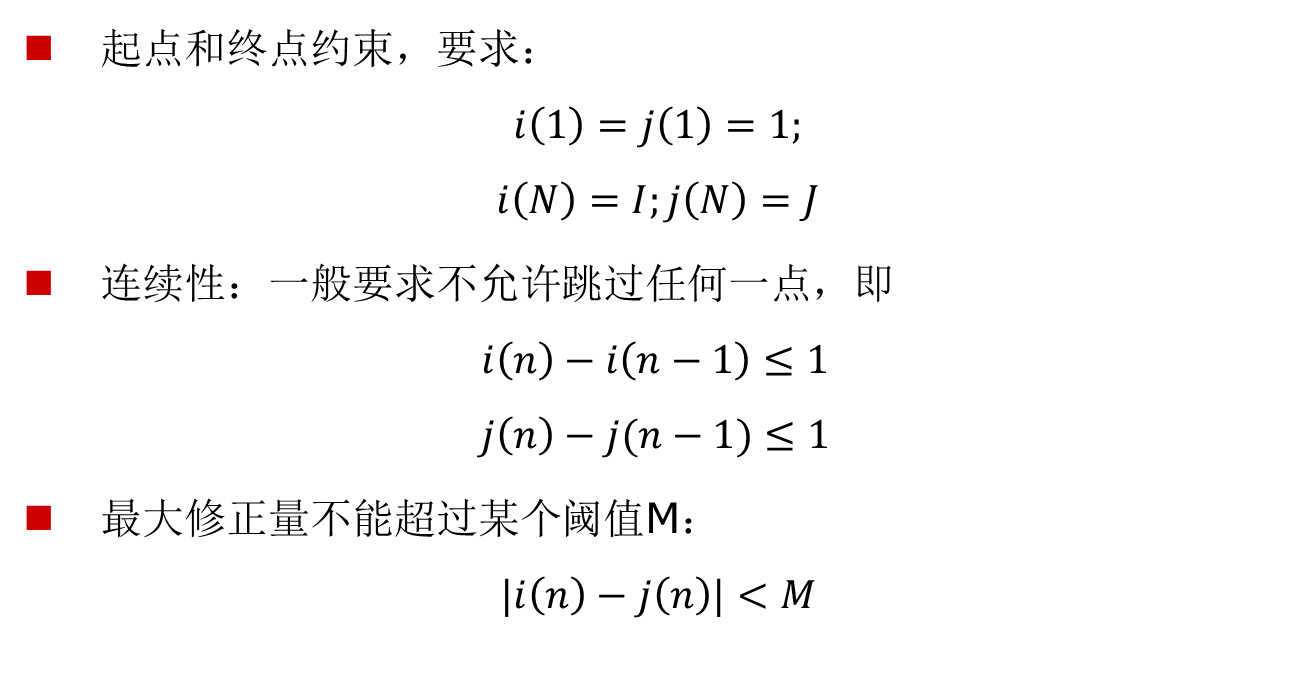 起点和终点约束，要求：
i(1) = j(1) = 1;
i(N) = I; j(N) = J
连续性：一般要求不允许跳过任何一点，即
i(n) − i(n − 1) ≤ 1
j(n) − j(n − 1) ≤ 1
最大修正量不能超过某个阈值M：
|i(n) − j(n)| < M